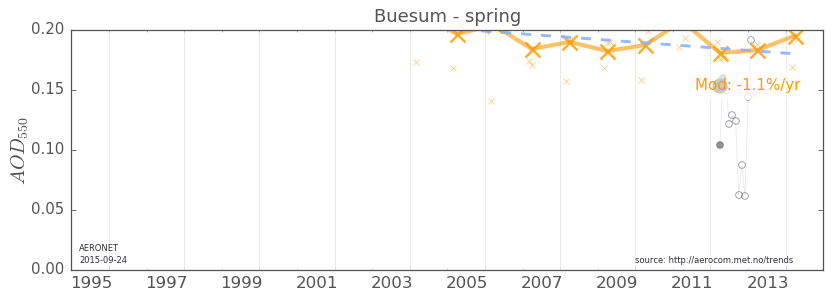 Buesum - spring
0.20
0.15
0.10
0.05
0.00
AOD550
Mod: -1.1%/yr
AERONET
2015-09-24
source: http://aerocom.met.no/trends
1995 1997 1999 2001 2003 2005 2007 2009 2011 2013